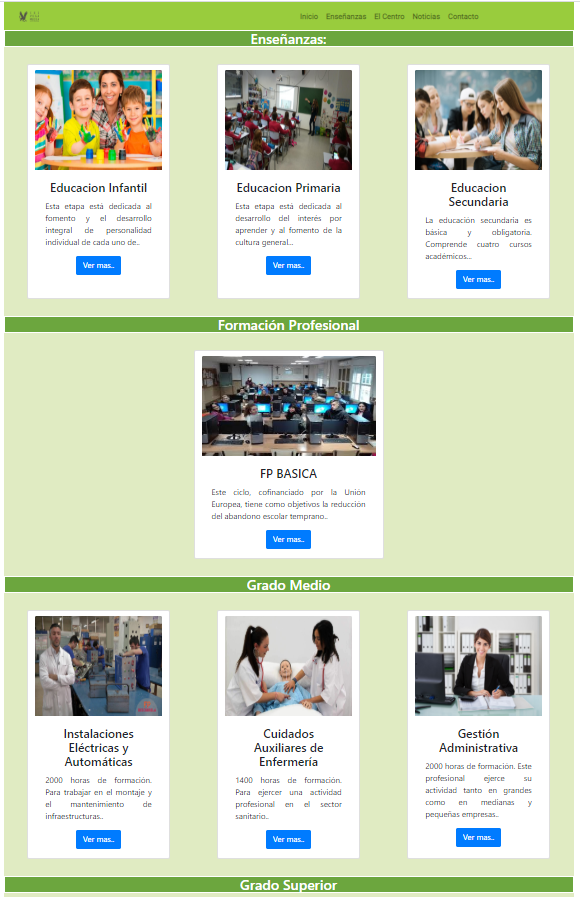 Inicio Enseñanzas El Centro Noticias Contacto
Enseñanzas:
Educacion Infantil
Esta etapa está dedicada al
fomento y el desarrollo
integral de personalidad
individual de cada uno de..
Ver mas..
Educacion Primaria
Esta etapa está dedicada al
desarrollo del interés por
aprender y al fomento de la
cultura general...
Ver mas..
Educacion
Secundaria
La educación secundaria es
básica y obligatoria.
Comprende cuatro cursos
académicos...
Ver mas..
Formación Profesional
FP BASICA
Este ciclo, cofinanciado por la Unión
Europea, tiene como objetivos la reducción
del abandono escolar temprano..
Ver mas..
Grado Medio
Instalaciones
Eléctricas y
Automáticas
2000 horas de formación.
Para trabajar en el montaje y
el mantenimiento de
infraestructuras..
Ver mas..
Cuidados
Auxiliares de
Enfermería
1400 horas de formación.
Para ejercer una actividad
profesional en el sector
sanitario..
Ver mas..
Gestión
Administrativa
2000 horas de formación. Este
profesional ejerce su
actividad tanto en grandes
como en medianas y
pequeñas empresas..
Ver mas..
Grado Superior